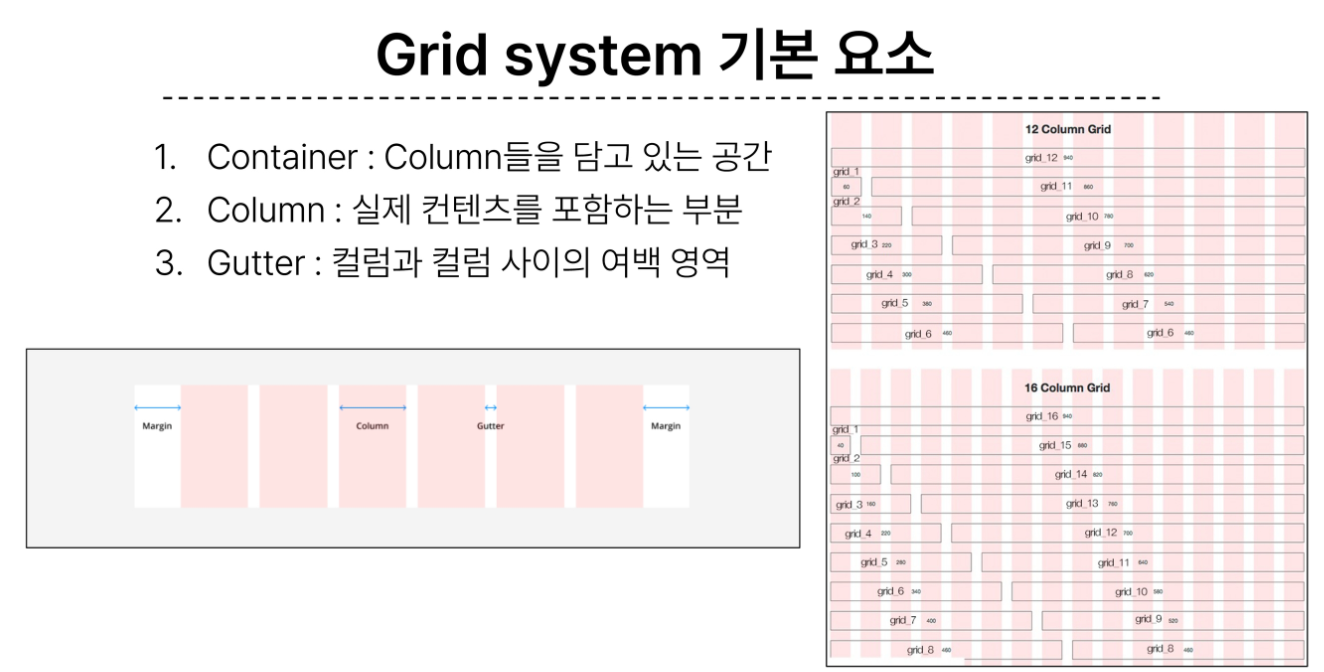 Grid system 기본 요소
1. Container : Column들을 담고 있는 공간
2. Column : 실제 컨텐츠를 포함하는 부분
3. Gutter : 컬럼과 컬럼 사이의 여백 영역
Margin
Column
Gutter
Margin
12 Column Grid
grid_12 940
grid_1
60
grid_11 860
grid_2
140
grid_10 780
grid_3 220
grid_9 700
grid_4 300
grid_8 620
grid_5 380
grid_7 540
grid_6 460
grid_6 460
16 Column Grid
grid_16 940
grid_1
40
grid_15 880
grid_2
100
grid_14 820
grid_3 160
grid_13 760
grid_4 220
grid_12 700
grid_5 280
grid_11 640
grid_6 340
grid_10 580
grid_7 400
grid_9 520
grid_8 460
grid_8 460